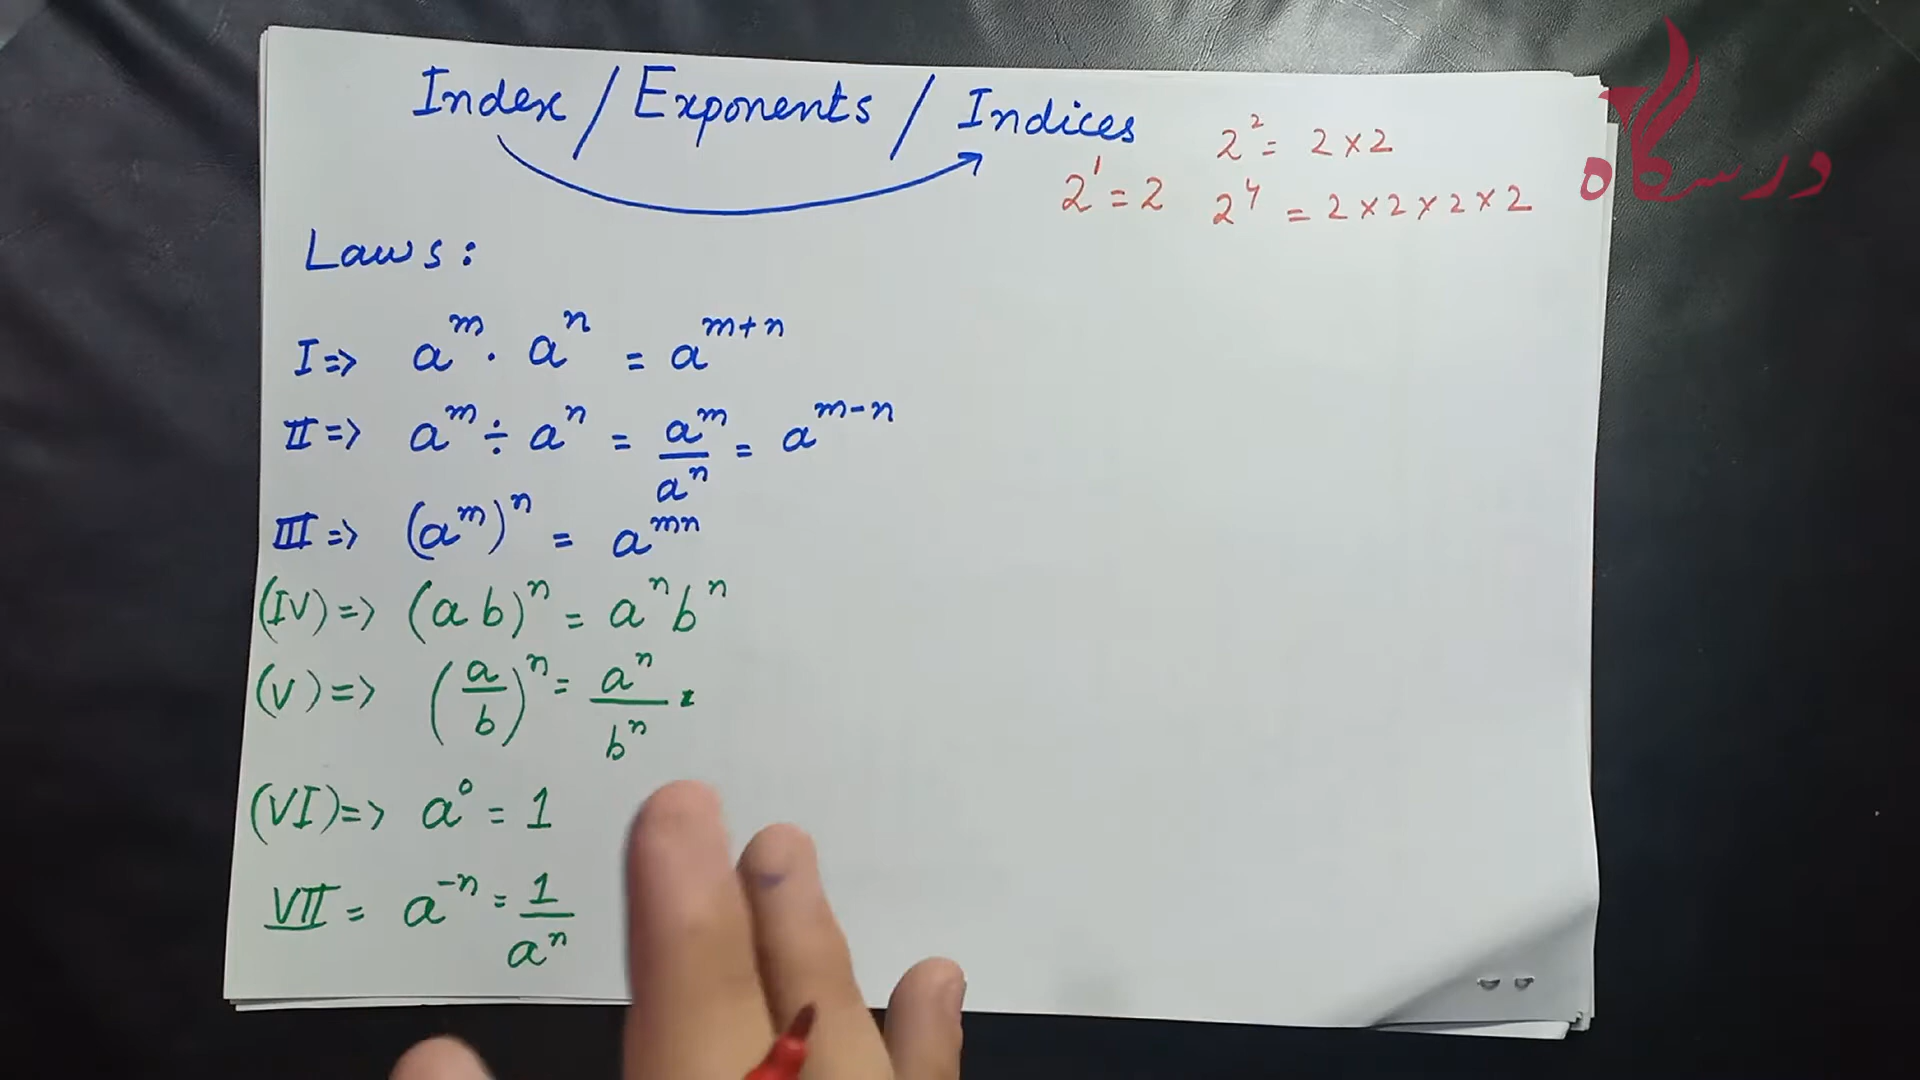 Index / Exponents / Indices
2² = 2 × 2
2¹ = 2
2⁴ = 2 × 2 × 2 × 2
درسگاہ
Laws :
I => aᵐ · aⁿ = aᵐ⁺ⁿ
II => aᵐ ÷ aⁿ = aᵐ/aⁿ = aᵐ⁻ⁿ
III => (aᵐ)ⁿ = aᵐⁿ
(IV) => (ab)ⁿ = aⁿbⁿ
(V) => (a/b)ⁿ = aⁿ/bⁿ .
(VI) => a⁰ = 1
VII = a⁻ⁿ = 1/aⁿ